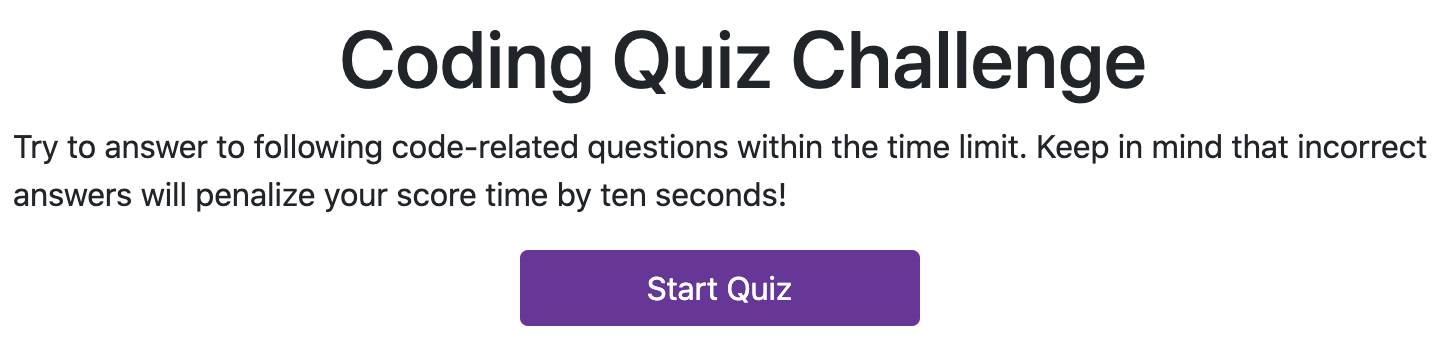 Coding Quiz Challenge
Try to answer to following code-related questions within the time limit. Keep in mind that incorrect
answers will penalize your score time by ten seconds!
Start Quiz